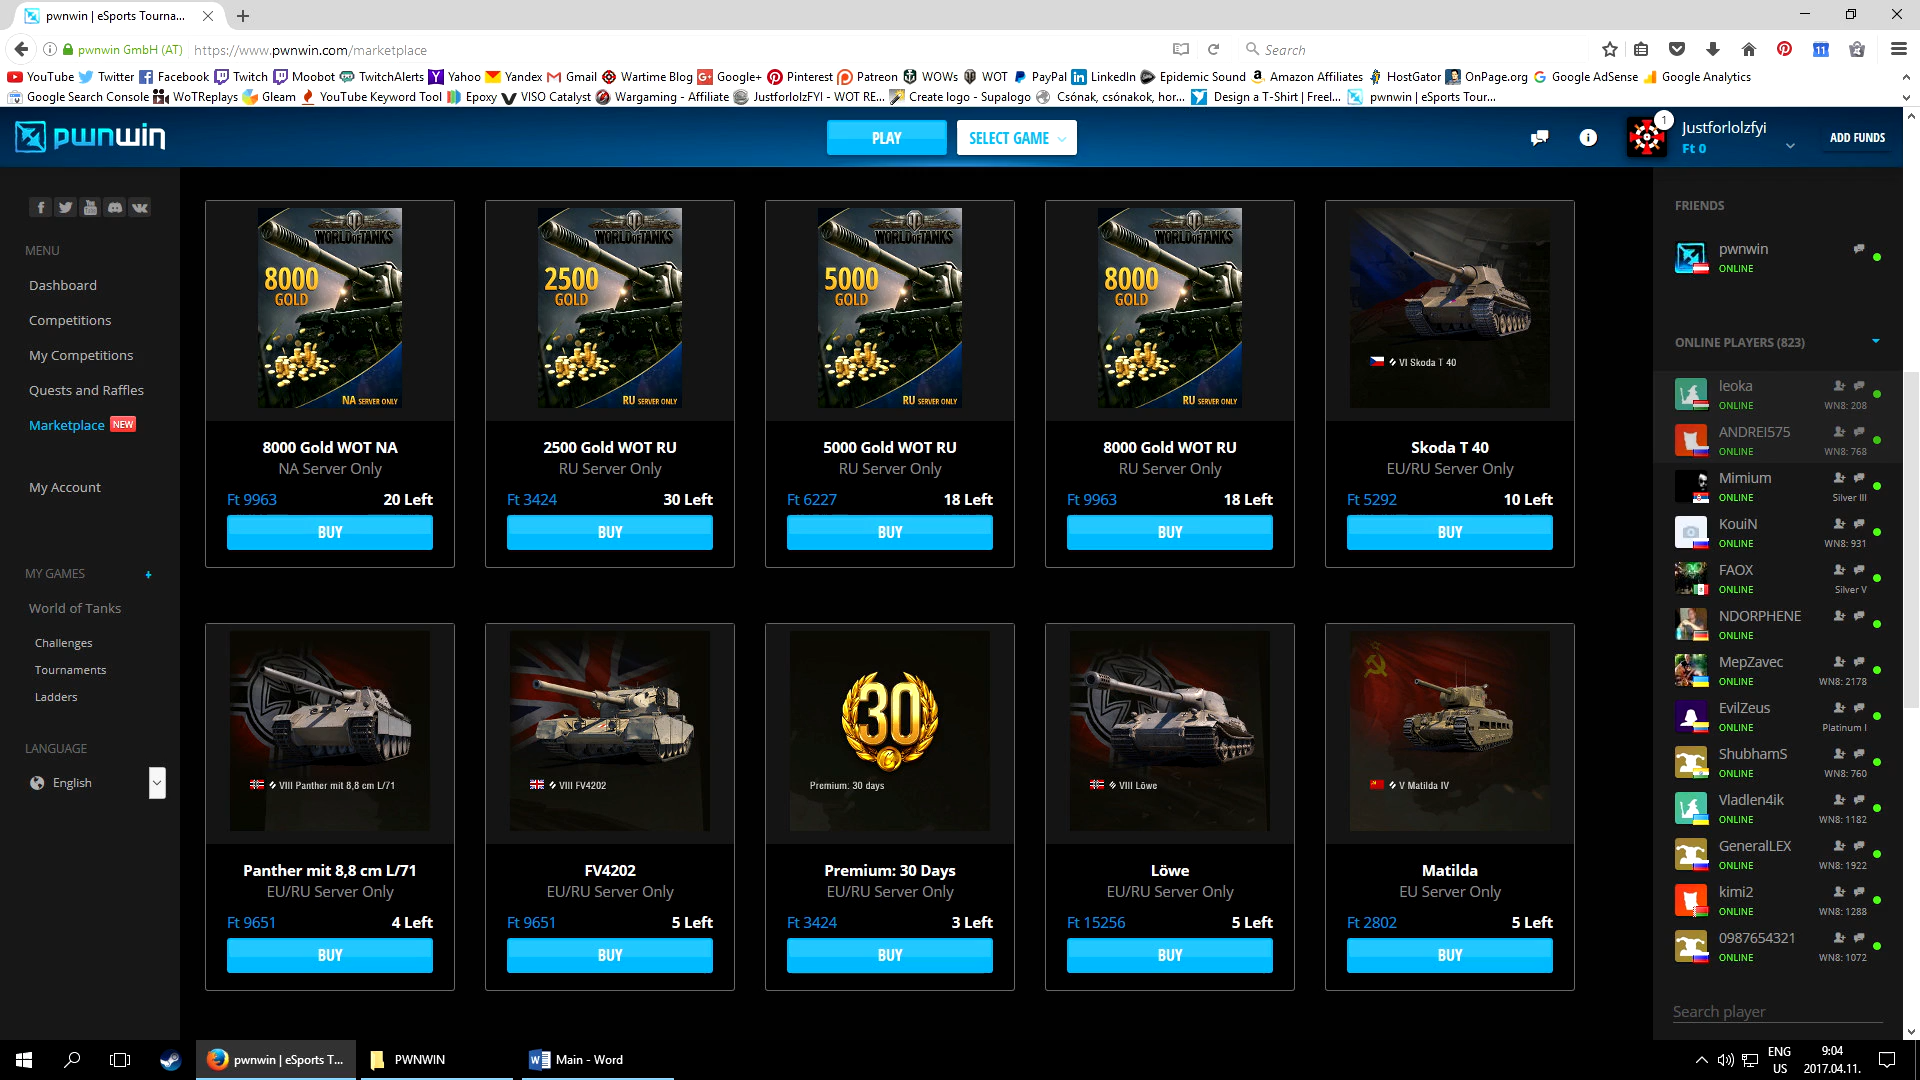 pwnwin | eSports Tourna...
pwnwin GmbH (AT) https://www.pwnwin.com/marketplace
Search
YouTube Twitter Facebook Twitch Moobot TwitchAlerts Yahoo Yandex Gmail Wartime Blog Google+ Pinterest Patreon WOWs WOT PayPal LinkedIn Epidemic Sound Amazon Affiliates HostGator OnPage.org Google AdSense Google Analytics
Google Search Console WoTReplays Gleam YouTube Keyword Tool Epoxy VISO Catalyst Wargaming - Affiliate JustforlolzFYI - WOT RE... Create logo - Supalogo Csónak, csónakok, hor... Design a T-Shirt | Freel... pwnwin | eSports Tour...
pwnwin
PLAY
SELECT GAME
1
Justforlolzfyi
Ft 0
ADD FUNDS
MENU
Dashboard
Competitions
My Competitions
Quests and Raffles
Marketplace NEW
My Account
MY GAMES +
World of Tanks
Challenges
Tournaments
Ladders
LANGUAGE
English
WORLD OF TANKS
8000
GOLD
NA SERVER ONLY
8000 Gold WOT NA
NA Server Only
Ft 9963 20 Left
BUY
WORLD OF TANKS
2500
GOLD
RU SERVER ONLY
2500 Gold WOT RU
RU Server Only
Ft 3424 30 Left
BUY
WORLD OF TANKS
5000
GOLD
RU SERVER ONLY
5000 Gold WOT RU
RU Server Only
Ft 6227 18 Left
BUY
WORLD OF TANKS
8000
GOLD
RU SERVER ONLY
8000 Gold WOT RU
RU Server Only
Ft 9963 18 Left
BUY
VI Skoda T 40
Skoda T 40
EU/RU Server Only
Ft 5292 10 Left
BUY
VIII Panther mit 8,8 cm L/71
Panther mit 8,8 cm L/71
EU/RU Server Only
Ft 9651 4 Left
BUY
VIII FV4202
FV4202
EU/RU Server Only
Ft 9651 5 Left
BUY
30
Premium: 30 days
Premium: 30 Days
EU/RU Server Only
Ft 3424 3 Left
BUY
VIII Löwe
Löwe
EU/RU Server Only
Ft 15256 5 Left
BUY
V Matilda IV
Matilda
EU Server Only
Ft 2802 5 Left
BUY
FRIENDS
pwnwin
ONLINE
ONLINE PLAYERS (823)
leoka
ONLINE WN8: 208
ANDREI575
ONLINE WN8: 768
Mimium
ONLINE Silver III
KouiN
ONLINE WN8: 931
FAOX
ONLINE Silver V
NDORPHENE
ONLINE
MepZavec
ONLINE WN8: 2178
EvilZeus
ONLINE Platinum I
ShubhamS
ONLINE WN8: 760
Vladlen4ik
ONLINE WN8: 1182
GeneralLEX
ONLINE WN8: 1922
kimi2
ONLINE WN8: 1288
0987654321
ONLINE WN8: 1072
Search player
pwnwin | eSports T...
PWNWIN
Main - Word
ENG
US
9:04
2017.04.11.